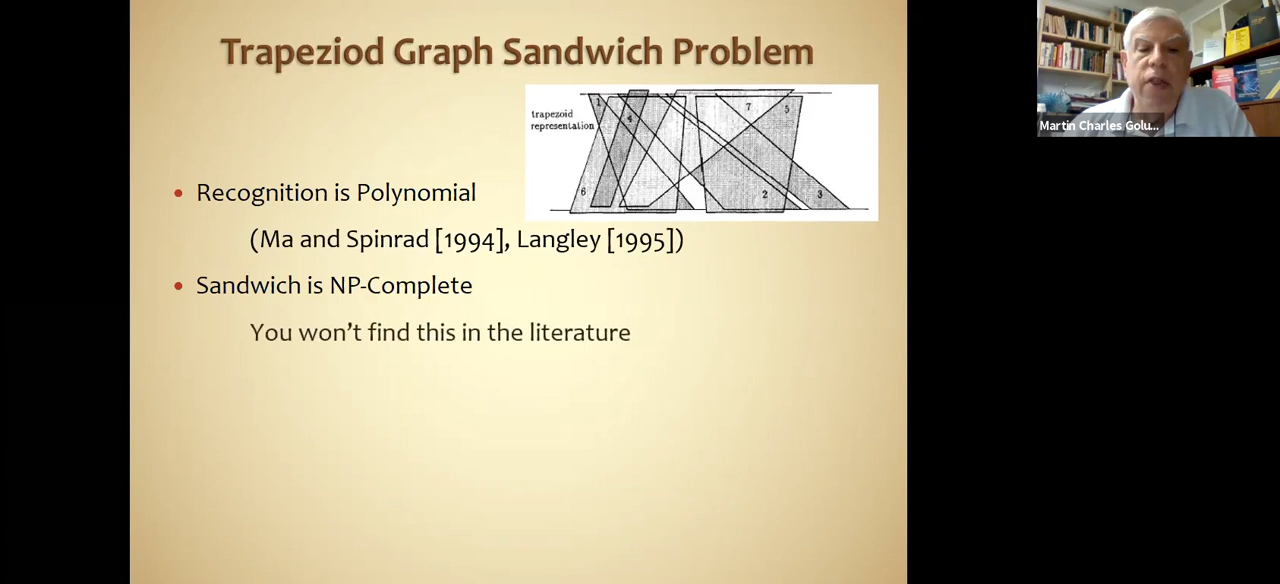 Trapeziod Graph Sandwich Problem
trapezoid
representation
1
4
7
5
6
2
3
• Recognition is Polynomial
(Ma and Spinrad [1994], Langley [1995])
• Sandwich is NP-Complete
You won't find this in the literature
Martin Charles Golu...